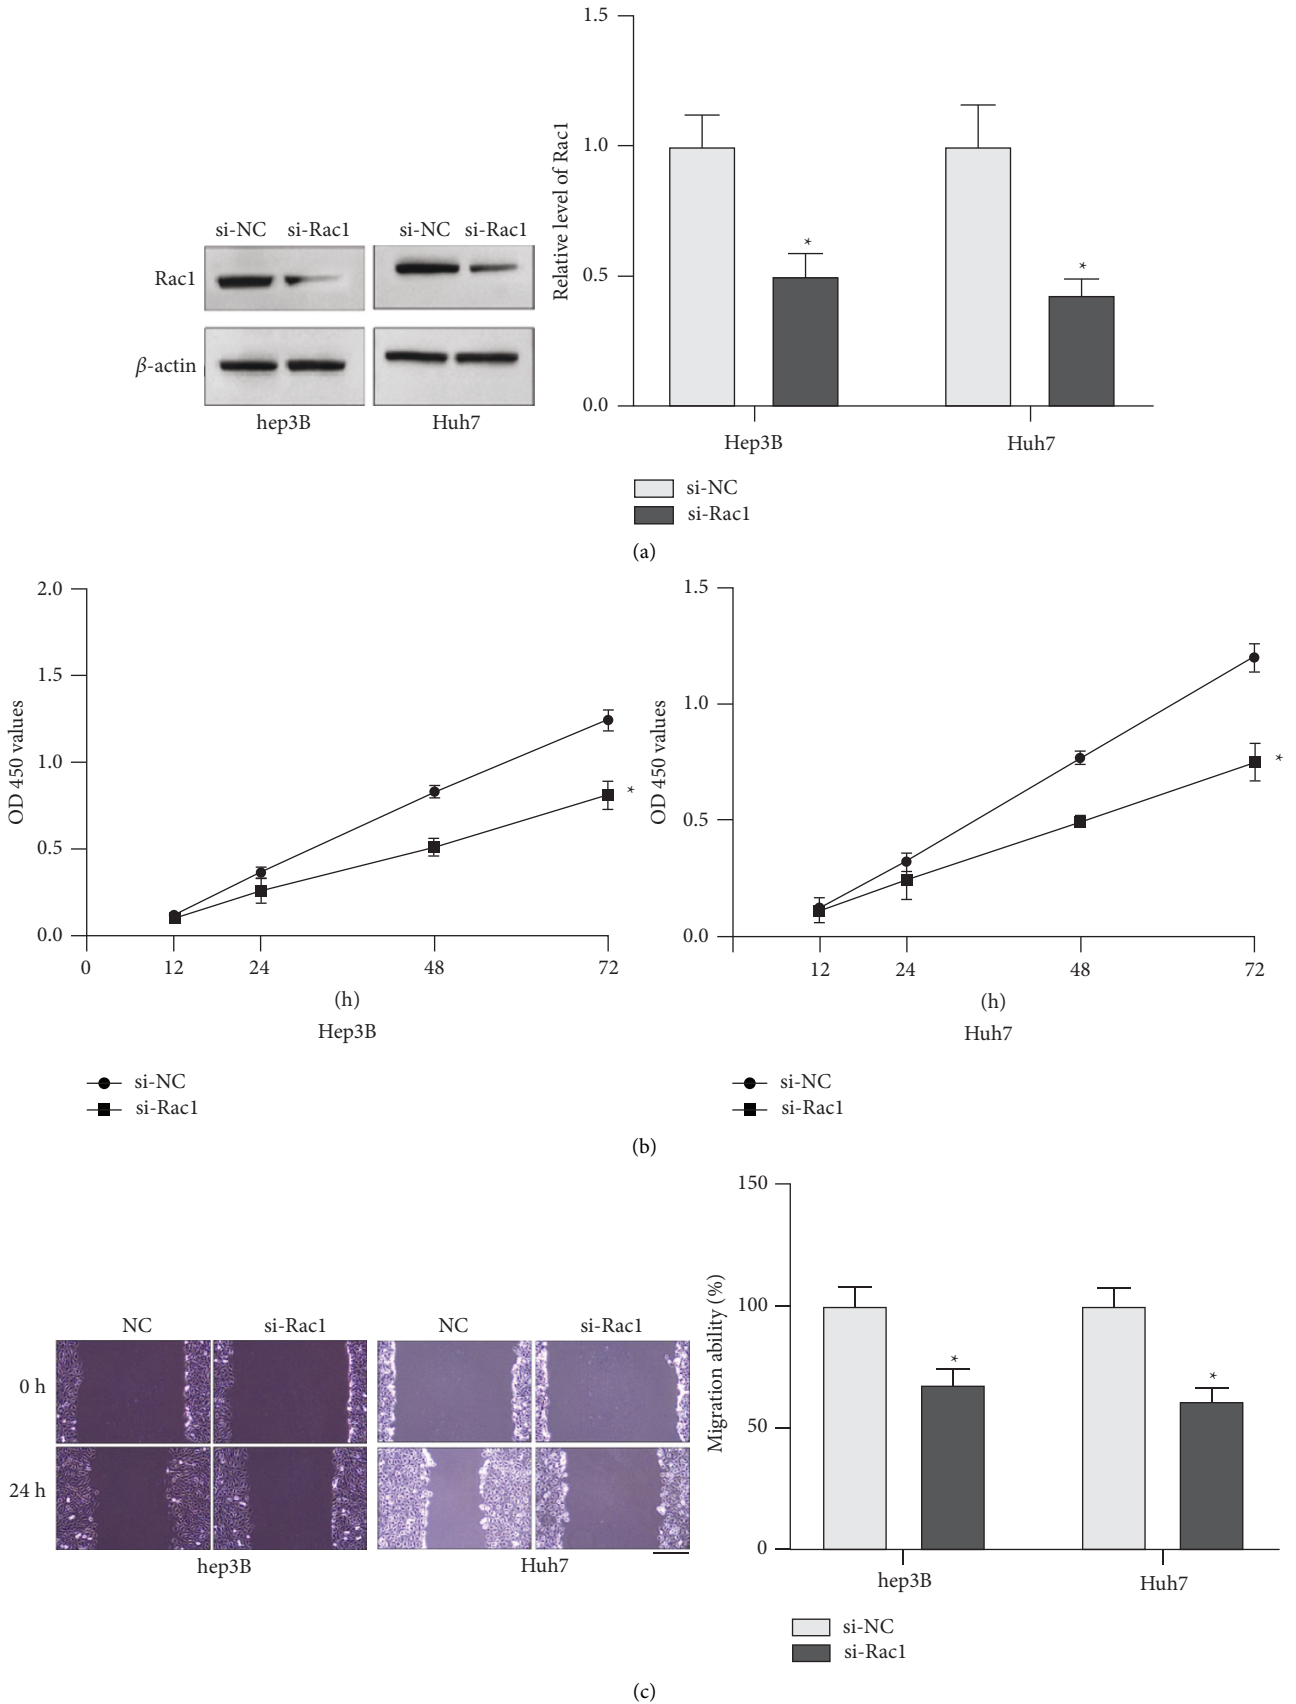 si-NC si-Rac1 si-NC si-Rac1
Rac1
β-actin
hep3B Huh7
Relative level of Rac1
1.5
1.0
0.5
0.0
Hep3B Huh7
*
*
si-NC
si-Rac1
(a)
OD 450 values
2.0
1.5
1.0
0.5
0.0
0 12 24 48 72
(h)
Hep3B
*
si-NC
si-Rac1
OD 450 values
1.5
1.0
0.5
0.0
12 24 48 72
(h)
Huh7
*
si-NC
si-Rac1
(b)
NC si-Rac1 NC si-Rac1
0 h
24 h
hep3B Huh7
Migration ability (%)
150
100
50
0
*
*
hep3B Huh7
si-NC
si-Rac1
(c)